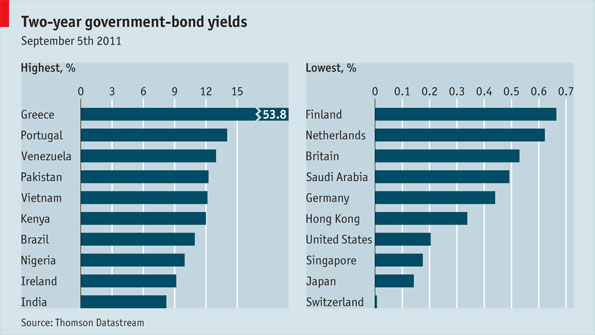 Two-year government-bond yields
September 5th 2011
Highest, %
0 3 6 9 12 15
Greece 53.8
Portugal
Venezuela
Pakistan
Vietnam
Kenya
Brazil
Nigeria
Ireland
India
Lowest, %
0 0.1 0.2 0.3 0.4 0.5 0.6 0.7
Finland
Netherlands
Britain
Saudi Arabia
Germany
Hong Kong
United States
Singapore
Japan
Switzerland
Source: Thomson Datastream